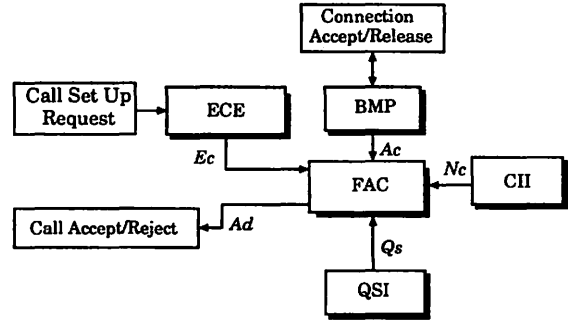 Connection
Accept/Release
Call Set Up
Request
ECE
BMP
Ec
Ac
FAC
Nc
CII
Call Accept/Reject
Ad
Qs
QSI